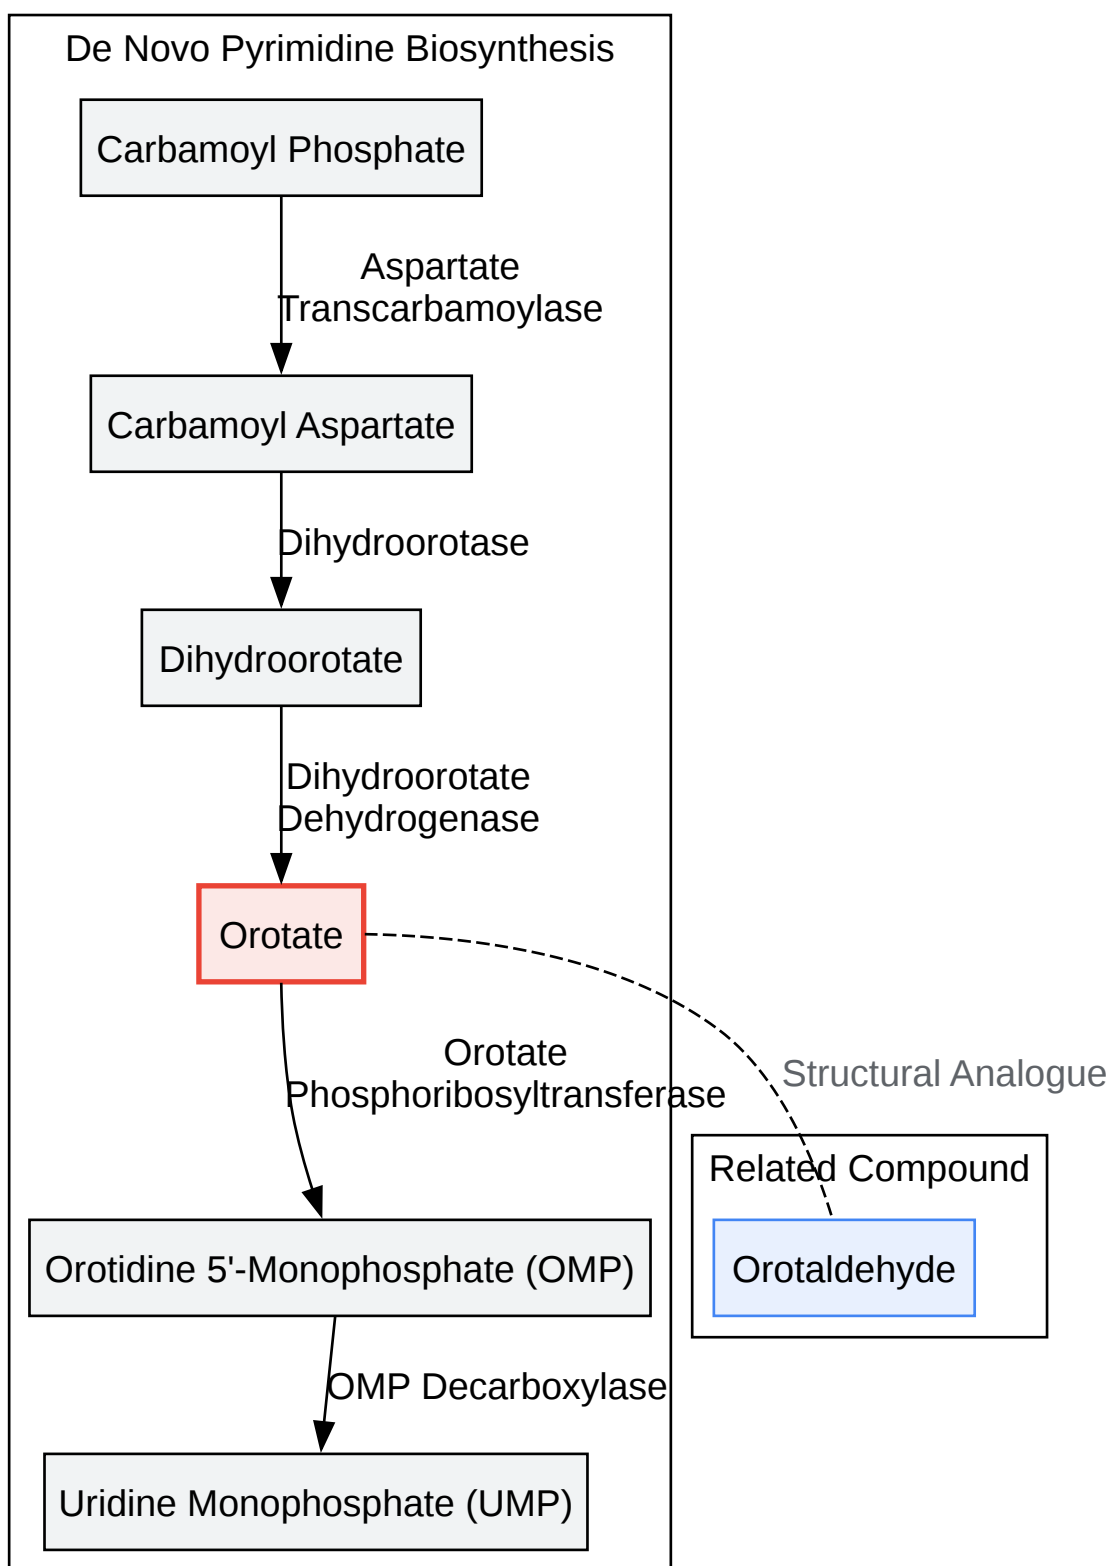 De Novo Pyrimidine Biosynthesis
Carbamoyl Phosphate
Aspartate
Transcarbamoylase
Carbamoyl Aspartate
Dihydroorotase
Dihydroorotate
Dihydroorotate
Dehydrogenase
Orotate
Orotate
Phosphoribosyltransferase
Structural Analogue
Related Compound
Orotidine 5'-Monophosphate (OMP)
Orotaldehyde
OMP Decarboxylase
Uridine Monophosphate (UMP)